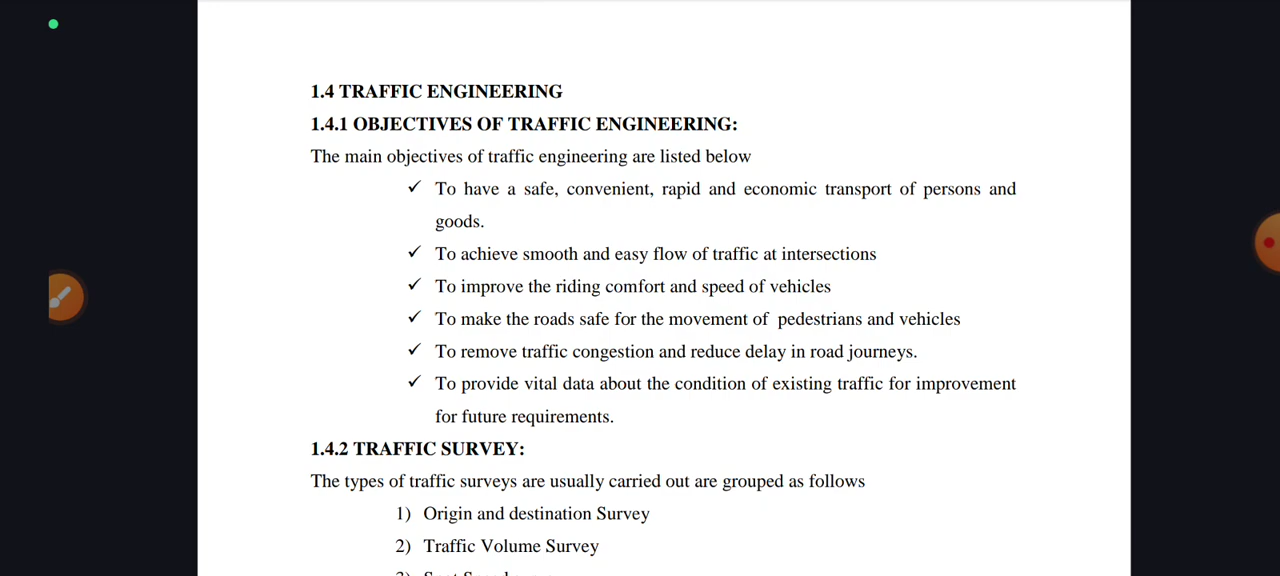 1.4 TRAFFIC ENGINEERING
1.4.1 OBJECTIVES OF TRAFFIC ENGINEERING:
The main objectives of traffic engineering are listed below
✓ To have a safe, convenient, rapid and economic transport of persons and
goods.
✓ To achieve smooth and easy flow of traffic at intersections
✓ To improve the riding comfort and speed of vehicles
✓ To make the roads safe for the movement of pedestrians and vehicles
✓ To remove traffic congestion and reduce delay in road journeys.
✓ To provide vital data about the condition of existing traffic for improvement
for future requirements.
1.4.2 TRAFFIC SURVEY:
The types of traffic surveys are usually carried out are grouped as follows
1) Origin and destination Survey
2) Traffic Volume Survey